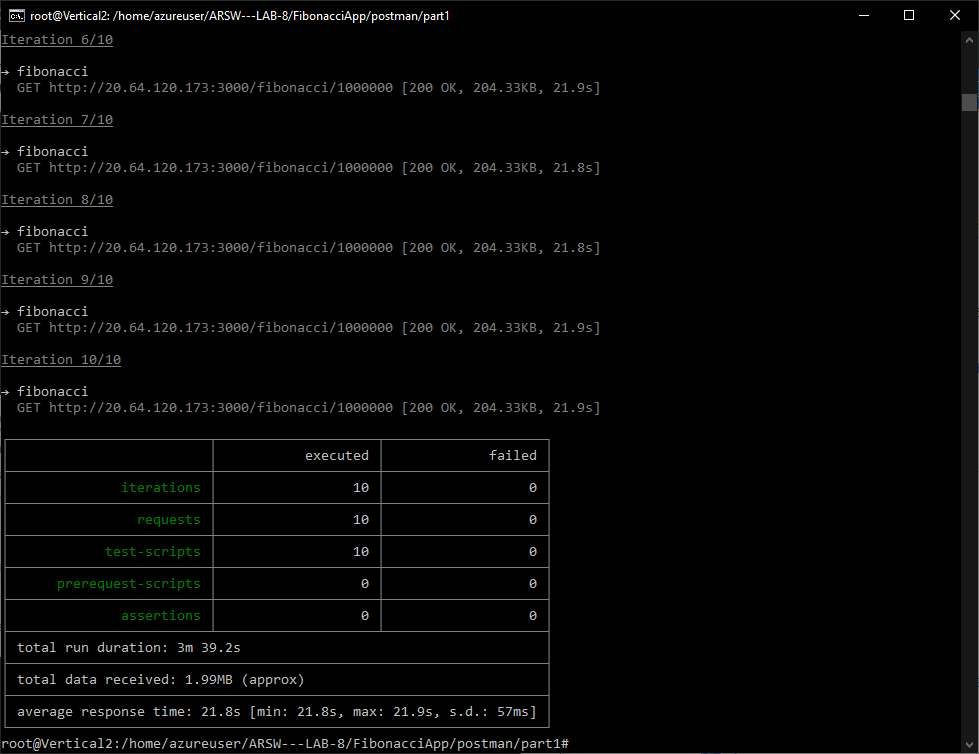 root@Vertical2: /home/azureuser/ARSW---LAB-8/FibonacciApp/postman/part1
Iteration 6/10
→ fibonacci
GET http://20.64.120.173:3000/fibonacci/1000000 [200 OK, 204.33KB, 21.9s]
Iteration 7/10
→ fibonacci
GET http://20.64.120.173:3000/fibonacci/1000000 [200 OK, 204.33KB, 21.8s]
Iteration 8/10
→ fibonacci
GET http://20.64.120.173:3000/fibonacci/1000000 [200 OK, 204.33KB, 21.8s]
Iteration 9/10
→ fibonacci
GET http://20.64.120.173:3000/fibonacci/1000000 [200 OK, 204.33KB, 21.9s]
Iteration 10/10
→ fibonacci
GET http://20.64.120.173:3000/fibonacci/1000000 [200 OK, 204.33KB, 21.9s]
executed failed
iterations 10 0
requests 10 0
test-scripts 10 0
prerequest-scripts 0 0
assertions 0 0
total run duration: 3m 39.2s
total data received: 1.99MB (approx)
average response time: 21.8s [min: 21.8s, max: 21.9s, s.d.: 57ms]
root@Vertical2:/home/azureuser/ARSW---LAB-8/FibonacciApp/postman/part1#